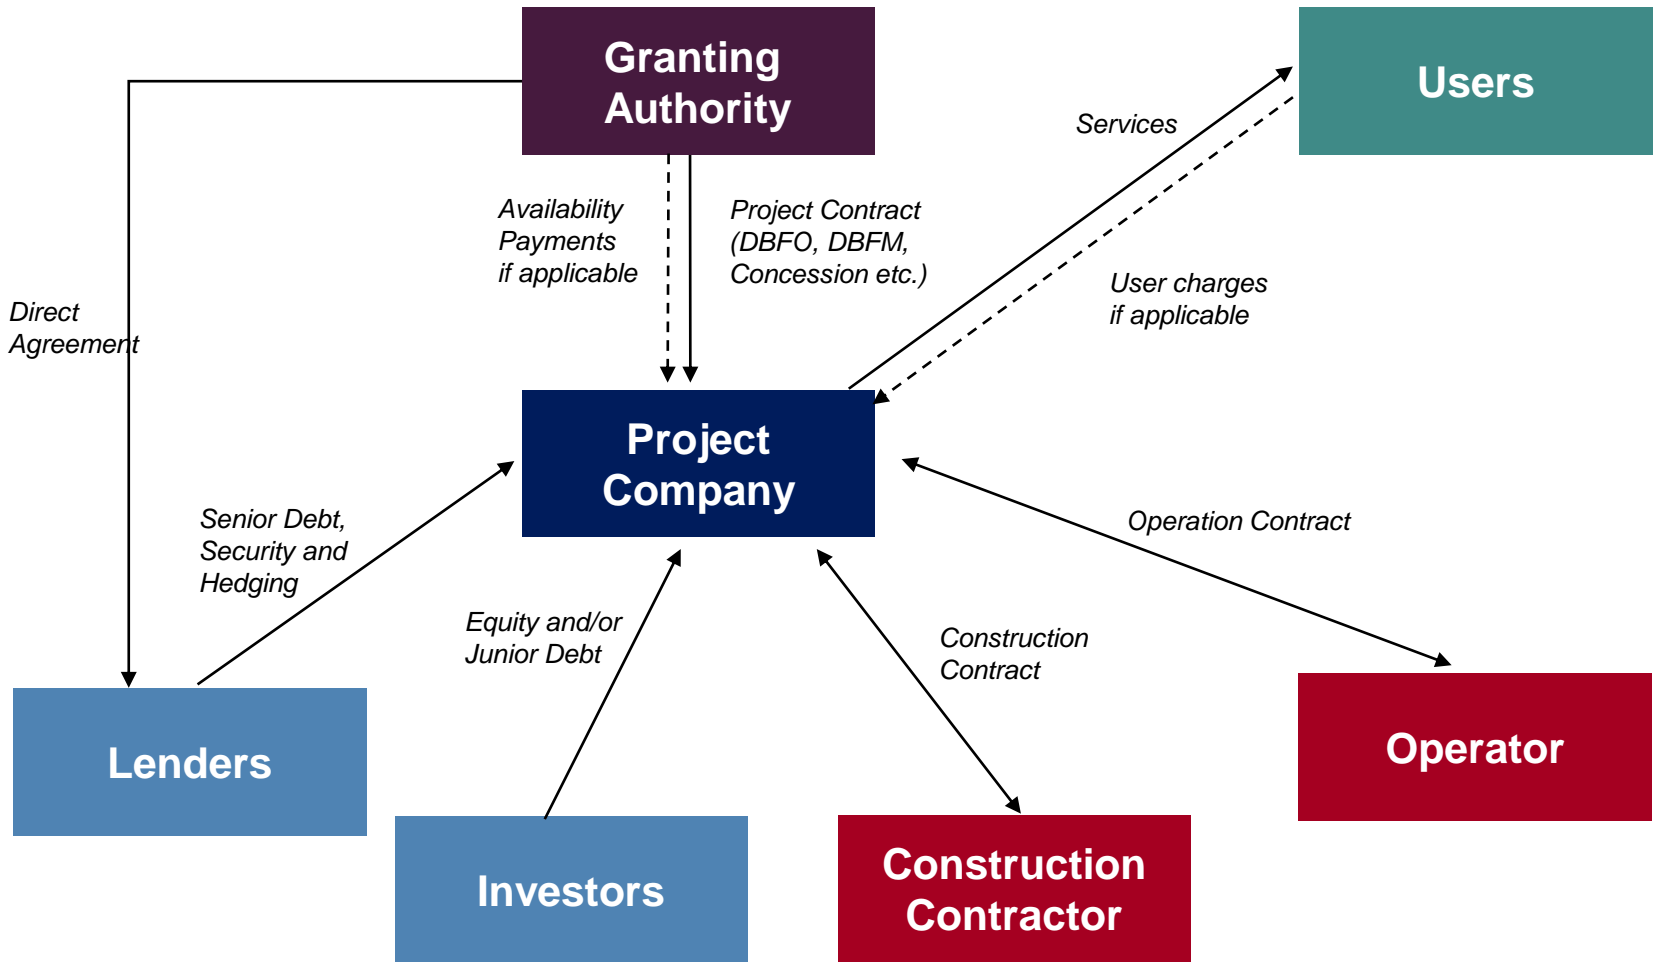 Granting
Authority
Users
Services
Availability
Payments
if applicable
Project Contract
(DBFO, DBFM,
Concession etc.)
User charges
if applicable
Direct
Agreement
Project
Company
Senior Debt,
Security and
Hedging
Operation Contract
Equity and/or
Junior Debt
Construction
Contract
Lenders
Operator
Investors
Construction
Contractor